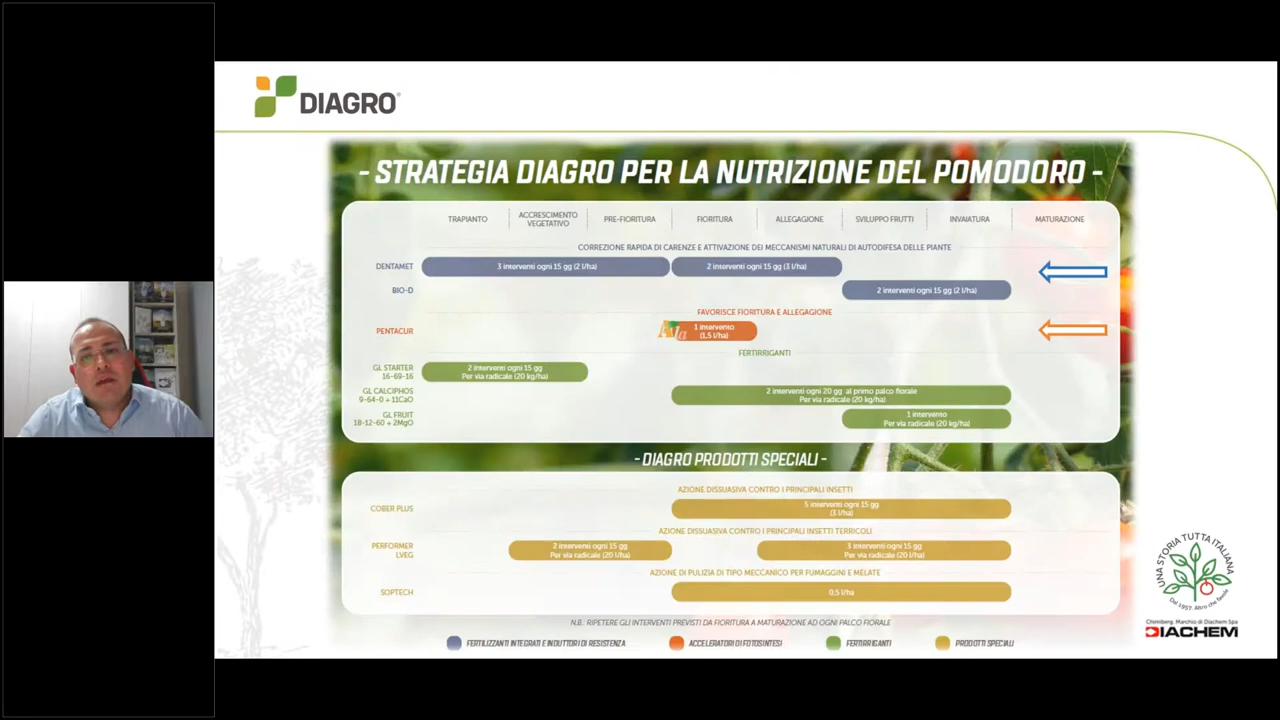 DIAGRO
- STRATEGIA DIAGRO PER LA NUTRIZIONE DEL POMODORO -
TRAPIANTO
ACCRESCIMENTO
VEGETATIVO
PRE-FIORITURA
FIORITURA
ALLEGAGIONE
SVILUPPO FRUTTI
INVAIATURA
MATURAZIONE
CORREZIONE RAPIDA DI CARENZE E ATTIVAZIONE DEI MECCANISMI NATURALI DI AUTODIFESA DELLE PIANTE
DENTAMET
3 interventi ogni 15 gg (2 l/ha)
2 interventi ogni 15 gg (3 l/ha)
BIO-D
2 interventi ogni 15 gg (2 l/ha)
FAVORISCE FIORITURA E ALLEGAGIONE
PENTACUR
Ala
1 intervento
(1,5 l/ha)
FERTIRRIGANTI
GL STARTER
16-69-16
2 interventi ogni 15 gg
Per via radicale (20 kg/ha)
GL CALCIPHOS
9-64-0 + 11CaO
2 interventi ogni 20 gg al primo palco fiorale
Per via radicale (20 kg/ha)
GL FRUIT
18-12-60 + 2MgO
1 intervento
Per via radicale (20 kg/ha)
- DIAGRO PRODOTTI SPECIALI -
AZIONE DISSUASIVA CONTRO I PRINCIPALI INSETTI
COBER PLUS
5 interventi ogni 15 gg
(3 l/ha)
AZIONE DISSUASIVA CONTRO I PRINCIPALI INSETTI TERRICOLI
PERFORMER
LVEG
2 interventi ogni 15 gg
Per via radicale (20 l/ha)
3 interventi ogni 15 gg
Per via radicale (20 l/ha)
AZIONE DI PULIZIA DI TIPO MECCANICO PER FUMAGGINI E MELATE
SOPTECH
0,5 l/ha
N.B.: RIPETERE GLI INTERVENTI PREVISTI DA FIORITURA A MATURAZIONE AD OGNI PALCO FIORALE
FERTILIZZANTI INTEGRATI E INDUTTORI DI RESISTENZA
ACCELERATORI DI FOTOSINTESI
FERTIRRIGANTI
PRODOTTI SPECIALI
UNA STORIA TUTTA ITALIANA
Dal 1957. Altro che favole
Chimiberg. Marchio di Diachem Spa
DIACHEM